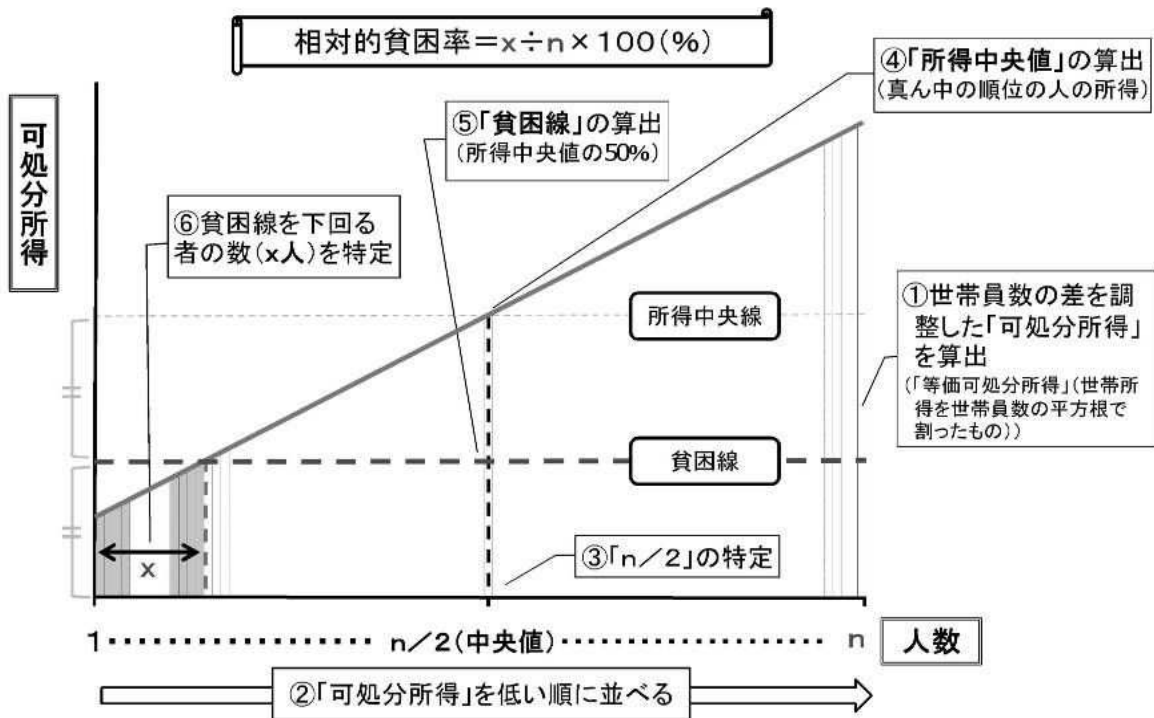 相対的貧困率＝x÷n×100(%)
④「所得中央値」の算出
(真ん中の順位の人の所得)
可処分所得
⑤「貧困線」の算出
(所得中央値の50%)
⑥貧困線を下回る
者の数(x人)を特定
①世帯員数の差を調
整した「可処分所得」
を算出
(「等価可処分所得」(世帯所
得を世帯員数の平方根で
割ったもの))
所得中央線
貧困線
③「n／2」の特定
x
1 ‥‥‥‥‥ n／2(中央値) ‥‥‥‥‥ n
人数
②「可処分所得」を低い順に並べる